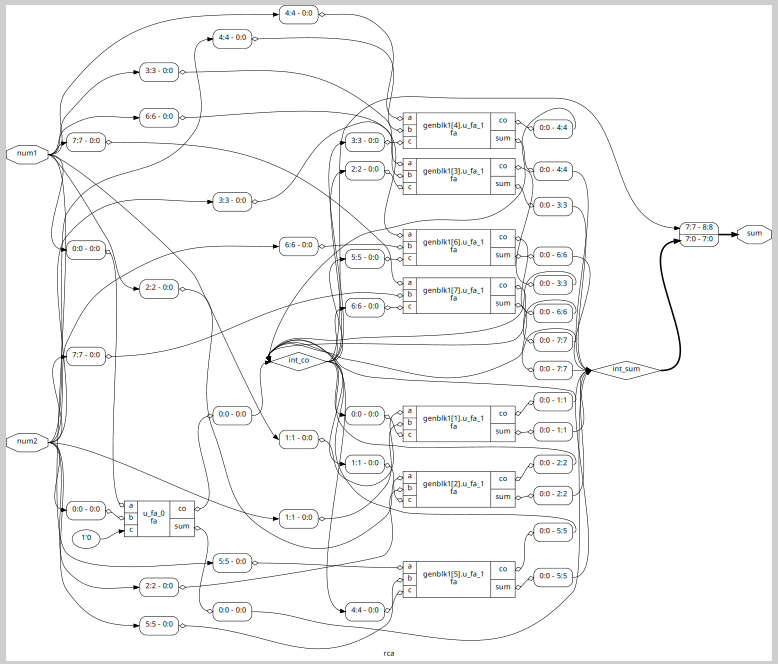 4:4 - 0:0
4:4 - 0:0
3:3 - 0:0
6:6 - 0:0
7:7 - 0:0
num1
3:3 - 0:0
2:2 - 0:0
a
b
c
genblk1[4].u_fa_1
fa
co
sum
0:0 - 4:4
a
b
c
genblk1[3].u_fa_1
fa
co
sum
0:0 - 4:4
3:3 - 0:0
0:0 - 3:3
7:7 - 8:8
7:0 - 7:0
sum
0:0 - 0:0
6:6 - 0:0
5:5 - 0:0
a
b
c
genblk1[6].u_fa_1
fa
co
sum
0:0 - 6:6
2:2 - 0:0
6:6 - 0:0
a
b
c
genblk1[7].u_fa_1
fa
co
sum
0:0 - 3:3
0:0 - 6:6
0:0 - 7:7
7:7 - 0:0
int_co
0:0 - 7:7
int_sum
0:0 - 0:0
0:0 - 0:0
a
b
c
genblk1[1].u_fa_1
fa
co
sum
0:0 - 1:1
0:0 - 1:1
num2
1:1 - 0:0
1:1 - 0:0
a
b
c
genblk1[2].u_fa_1
fa
co
sum
0:0 - 2:2
0:0 - 2:2
0:0 - 0:0
1'0
a
b
c
u_fa_0
fa
co
sum
1:1 - 0:0
5:5 - 0:0
2:2 - 0:0
a
b
c
genblk1[5].u_fa_1
fa
co
sum
0:0 - 5:5
0:0 - 5:5
5:5 - 0:0
0:0 - 0:0
4:4 - 0:0
rca